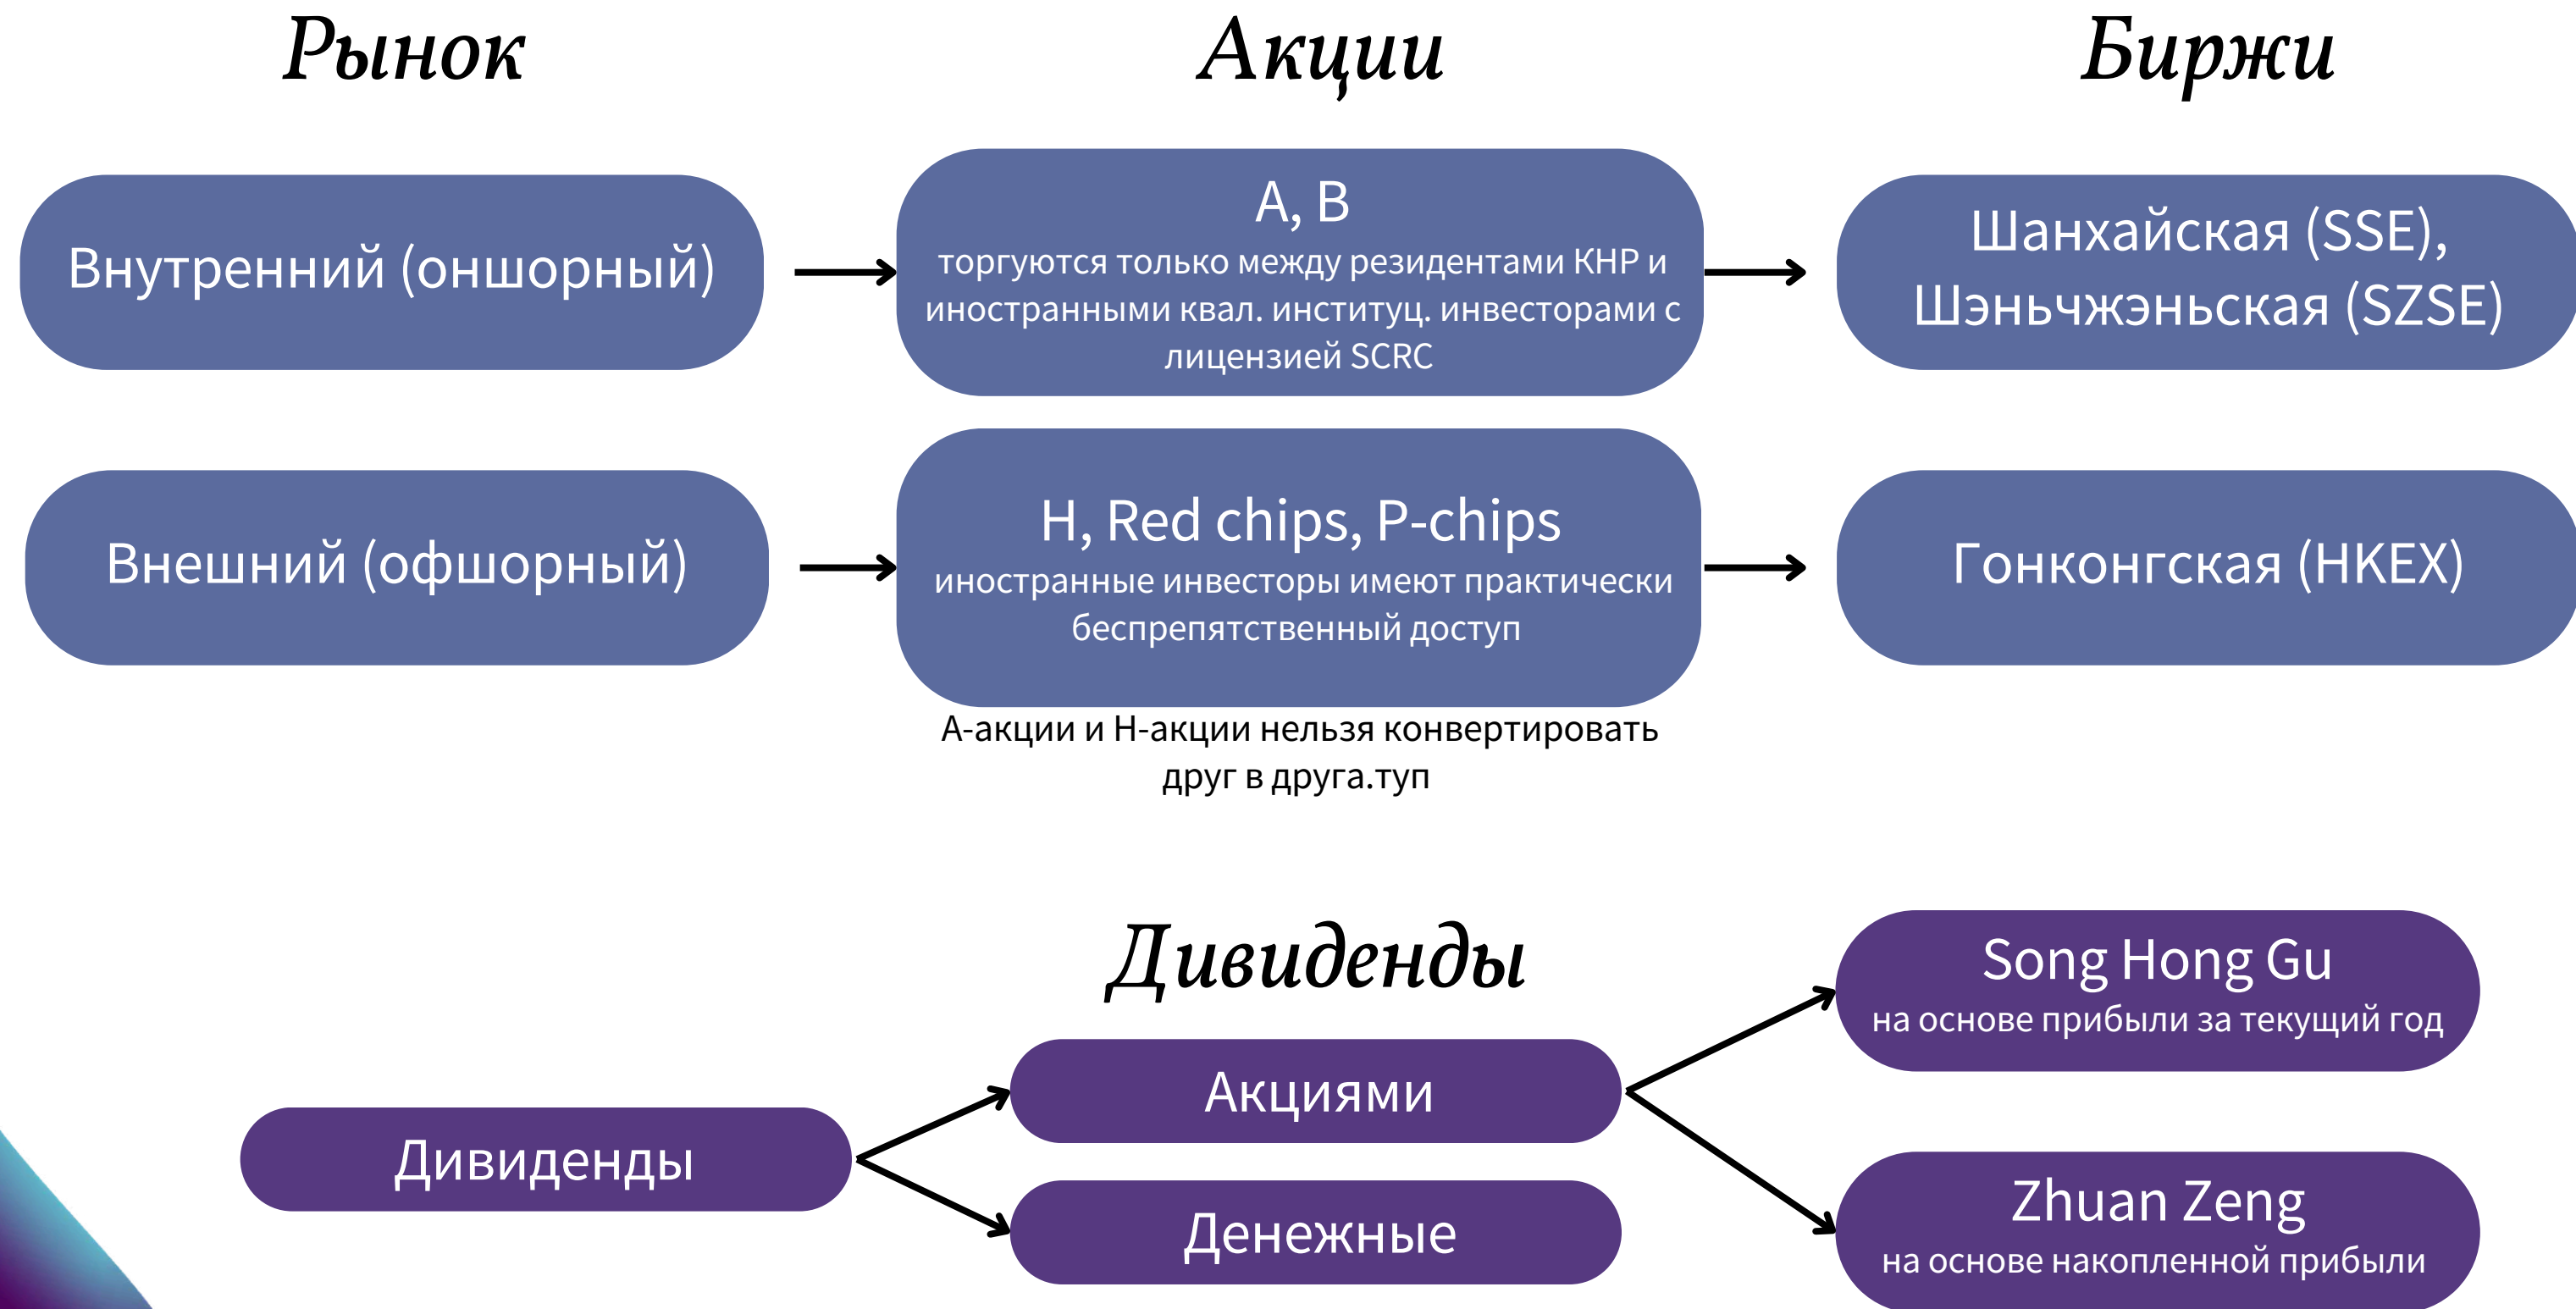 Рынок
Акции
Биржи
Внутренний (оншорный)
А, В
торгуются только между резидентами КНР и
иностранными квал. институц. инвесторами с
лицензией SCRC
Шанхайская (SSE),
Шэньчжэньская (SZSE)
Внешний (офшорный)
H, Red chips, P-chips
иностранные инвесторы имеют практически
беспрепятственный доступ
Гонконгская (HKEX)
А-акции и Н-акции нельзя конвертировать
друг в друга.туп
Дивиденды
Дивиденды
Акциями
Денежные
Song Hong Gu
на основе прибыли за текущий год
Zhuan Zeng
на основе накопленной прибыли